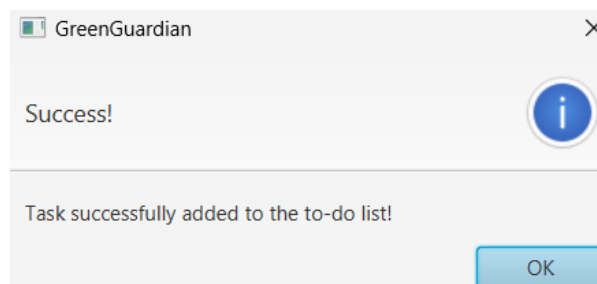 GreenGuardian
Success!
Task successfully added to the to-do list!
OK